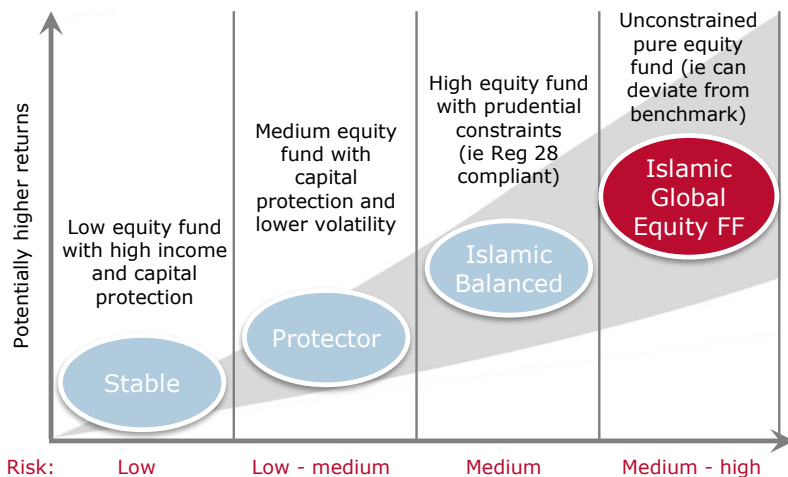 Potentially higher returns
Low equity fund
with high income
and capital
protection
Stable
Medium equity
fund with
capital
protection and
lower volatility
Protector
High equity fund
with prudential
constraints
(ie Reg 28
compliant)
Islamic
Balanced
Unconstrained
pure equity
fund (ie can
deviate from
benchmark)
Islamic
Global
Equity FF
Risk: Low Low - medium Medium Medium - high